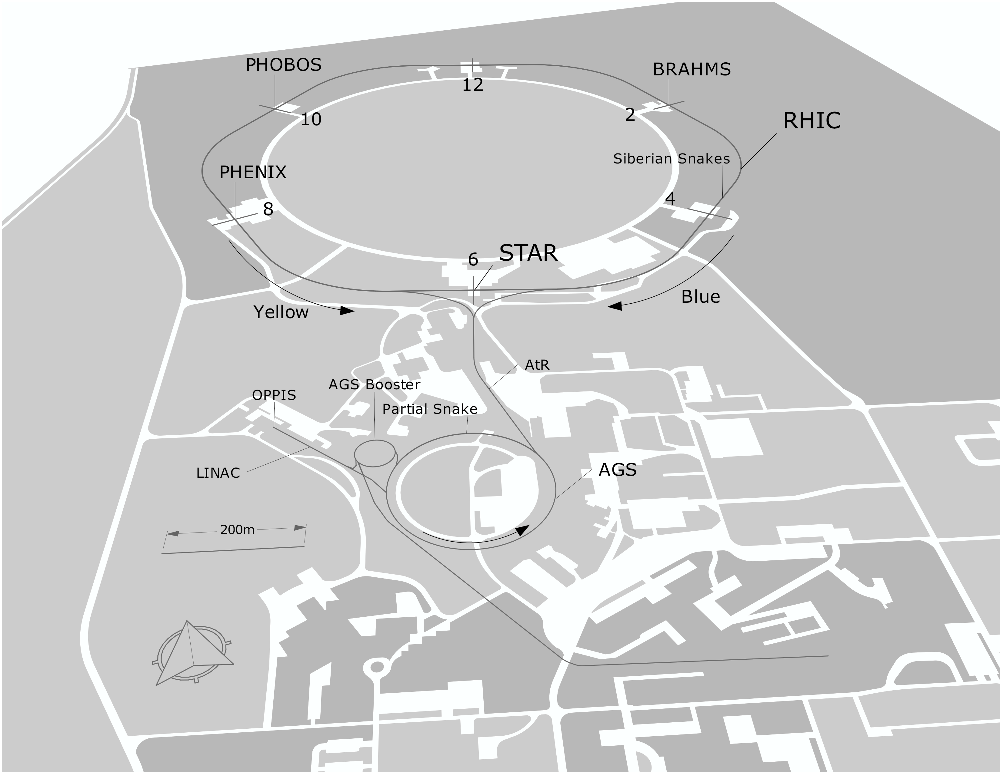 PHOBOS
BRAHMS
12
10
2
RHIC
Siberian Snakes
PHENIX
4
8
STAR
6
Blue
Yellow
AtR
AGS Booster
OPPIS
Partial Snake
LINAC
AGS
200m